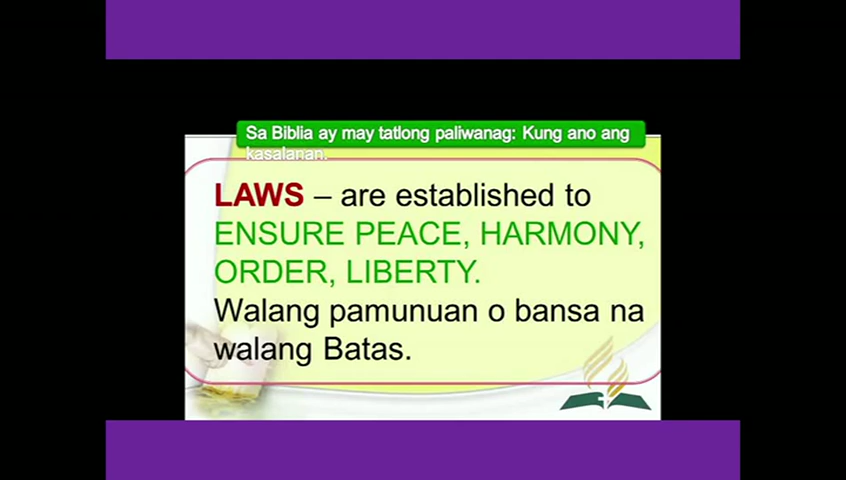 Sa Biblia ay may tatlong paliwanag: Kung ano ang
kasalanan.
LAWS – are established to
ENSURE PEACE, HARMONY,
ORDER, LIBERTY.
Walang pamunuan o bansa na
walang Batas.